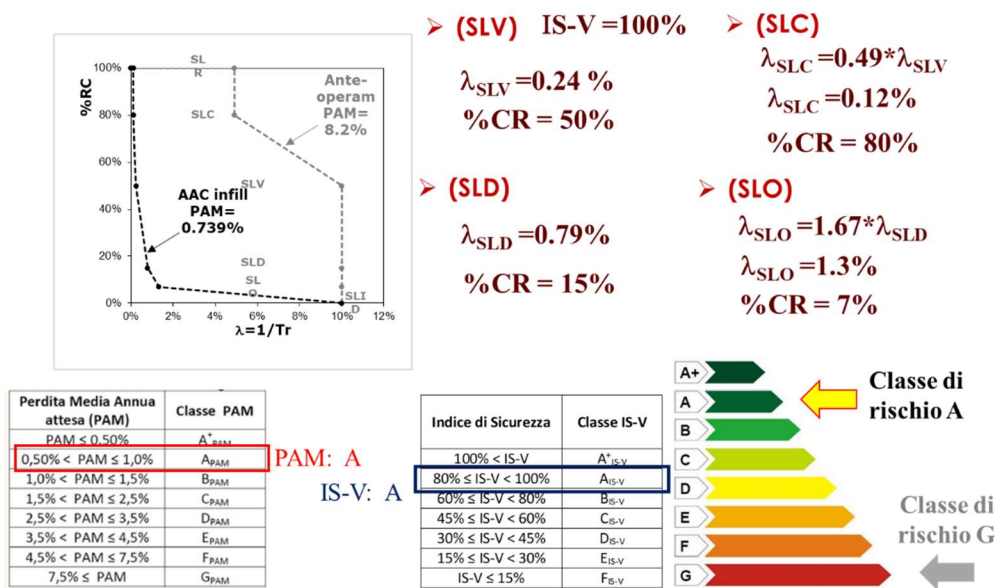 ➢ (SLV) IS-V =100%
λSLV=0.24 %
%CR = 50%
➢ (SLC)
λSLC =0.49*λSLV
λSLC =0.12%
%CR = 80%
➢ (SLD)
λSLD =0.79%
%CR = 15%
➢ (SLO)
λSLO =1.67*λSLD
λSLO =1.3%
%CR = 7%
%RC
100%
80%
60%
40%
20%
0%
SL
R
Ante-
operam
PAM=
8.2%
SLC
SLV
AAC infill
PAM=
0.739%
SLD
SL
O
SLI
D
0% 2% 4% 6% 8% 10% 12%
λ=1/Tr
Perdita Media Annua
attesa (PAM)
Classe PAM
PAM ≤ 0,50% A+PAM
0,50% < PAM ≤ 1,0% APAM
1,0% < PAM ≤ 1,5% BPAM
1,5% < PAM ≤ 2,5% CPAM
2,5% < PAM ≤ 3,5% DPAM
3,5% < PAM ≤ 4,5% EPAM
4,5% < PAM ≤ 7,5% FPAM
7,5% ≤ PAM GPAM
PAM: A
IS-V: A
Indice di Sicurezza Classe IS-V
100% < IS-V A+IS-V
80% ≤ IS-V < 100% AIS-V
60% ≤ IS-V < 80% BIS-V
45% ≤ IS-V < 60% CIS-V
30% ≤ IS-V < 45% DIS-V
15% ≤ IS-V < 30% EIS-V
IS-V ≤ 15% FIS-V
A+
A
B
C
D
E
F
G
Classe di
rischio A
Classe di
rischio G